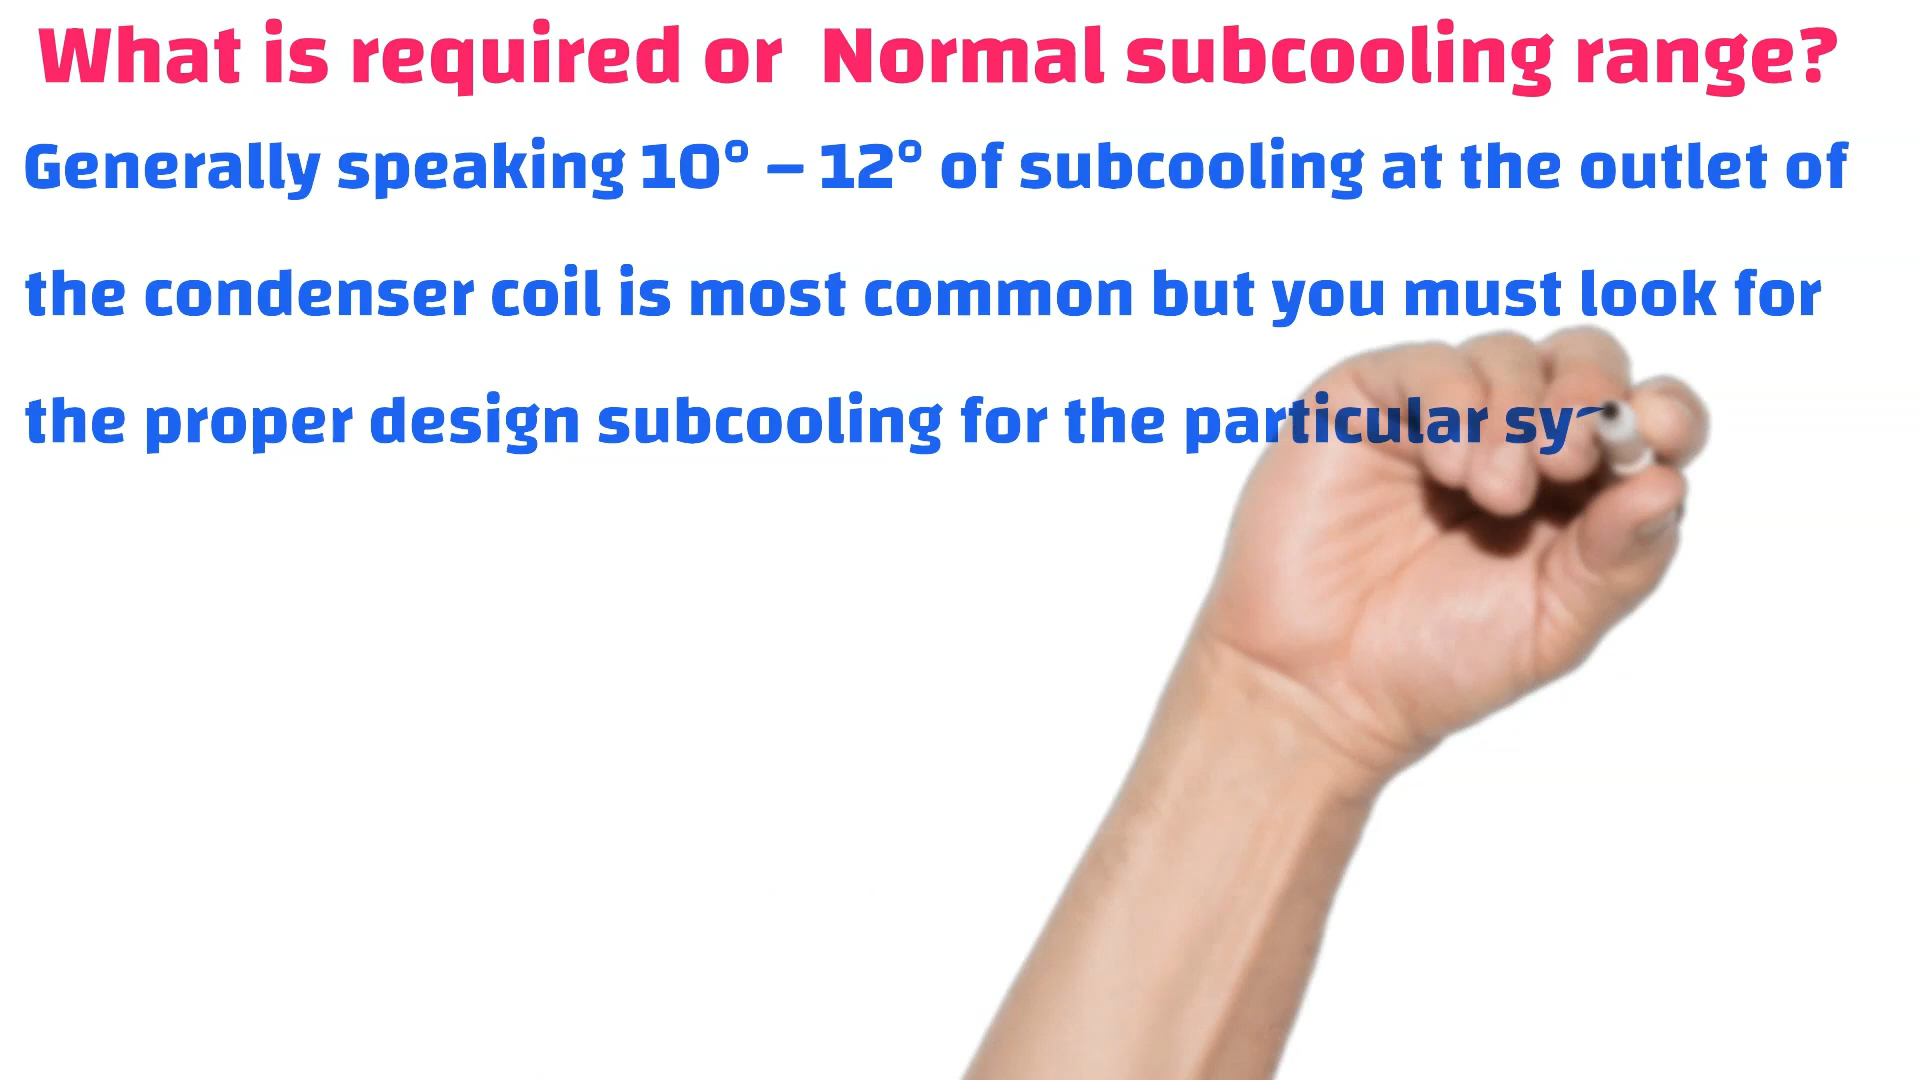 What is required or Normal subcooling range?
Generally speaking 10° – 12° of subcooling at the outlet of
the condenser coil is most common but you must look for
the proper design subcooling for the particular sy